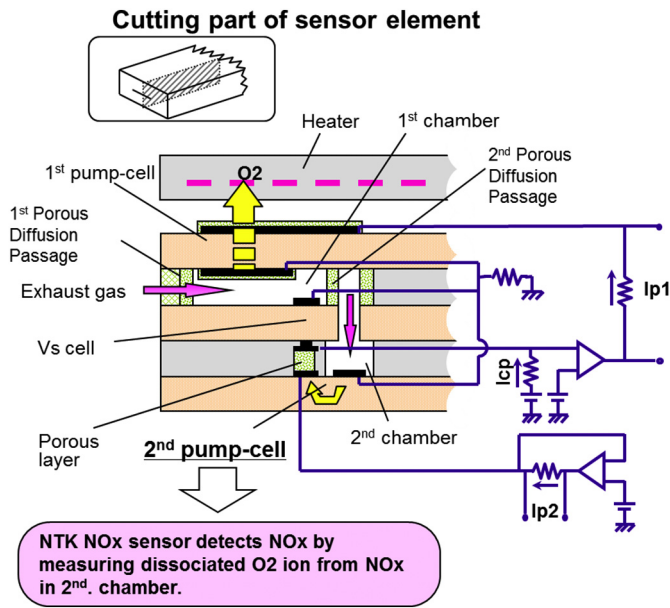 Cutting part of sensor element
Heater
1st chamber
2nd Porous
Diffusion
Passage
1st pump-cell
O2
1st Porous
Diffusion
Passage
Exhaust gas
Ip1
Vs cell
Icp
Porous
layer
2nd pump-cell
2nd chamber
Ip2
NTK NOx sensor detects NOx by
measuring dissociated O2 ion from NOx
in 2nd. chamber.